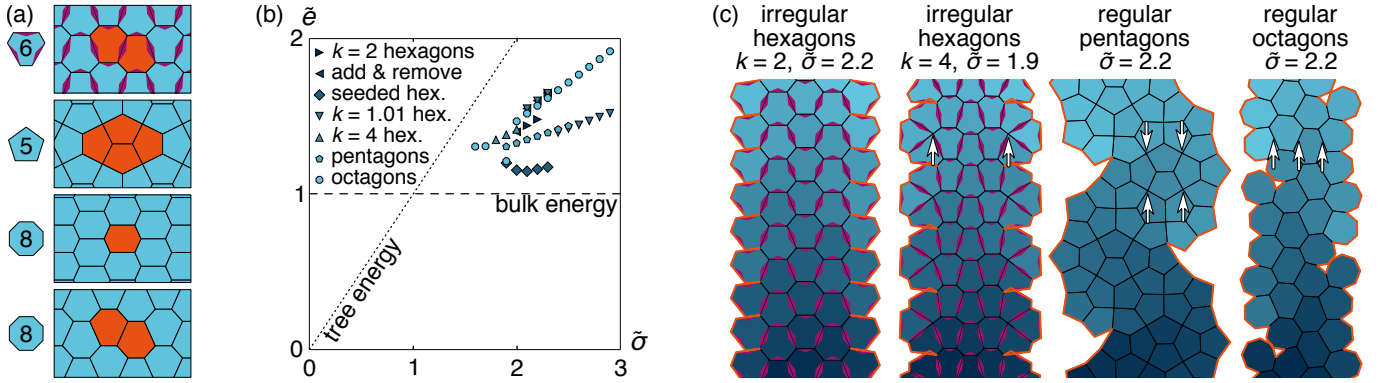 (a)
6
5
8
8
(b)
ẽ
2
1
0
0
1
2
3
σ̃
k = 2 hexagons
add & remove
seeded hex.
k = 1.01 hex.
k = 4 hex.
pentagons
octagons
bulk energy
tree energy
(c)
irregular
hexagons
k = 2, σ̃ = 2.2
irregular
hexagons
k = 4, σ̃ = 1.9
regular
pentagons
σ̃ = 2.2
regular
octagons
σ̃ = 2.2